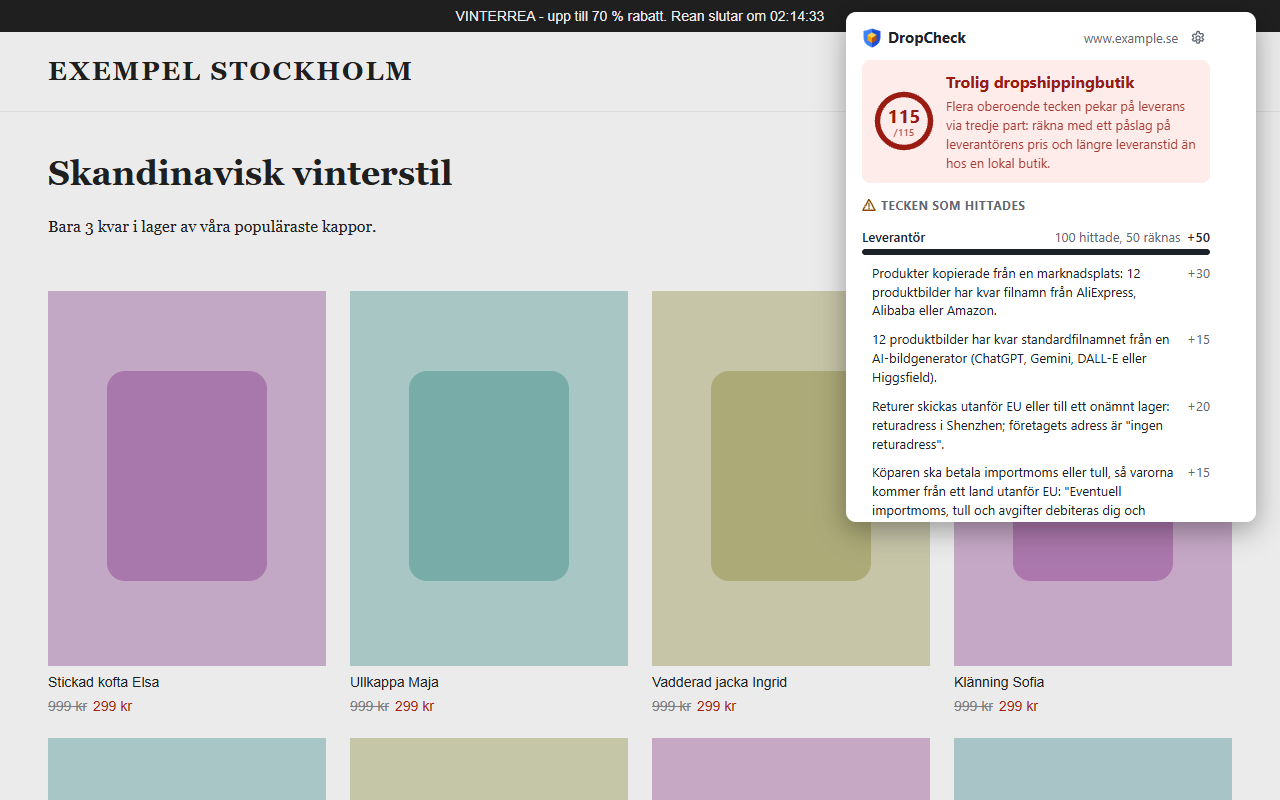 VINTERREA - upp till 70 % rabatt. Rean slutar om 02:14:33
EXEMPEL STOCKHOLM
Skandinavisk vinterstil
Bara 3 kvar i lager av våra populäraste kappor.
DropCheck
www.example.se
115
/115
Trolig dropshippingbutik
Flera oberoende tecken pekar på leverans
via tredje part: räkna med ett påslag på
leverantörens pris och längre leveranstid än
hos en lokal butik.
TECKEN SOM HITTADES
Leverantör 100 hittade, 50 räknas +50
Produkter kopierade från en marknadsplats: 12 +30
produktbilder har kvar filnamn från AliExpress,
Alibaba eller Amazon.
12 produktbilder har kvar standardfilnamnet från en +15
AI-bildgenerator (ChatGPT, Gemini, DALL-E eller
Higgsfield).
Returer skickas utanför EU eller till ett onämnt lager: +20
returadress i Shenzhen; företagets adress är "ingen
returadress".
Köparen ska betala importmoms eller tull, så varorna +15
kommer från ett land utanför EU: "Eventuell
importmoms, tull och avgifter debiteras dig och
Stickad kofta Elsa
999 kr 299 kr
Ullkappa Maja
999 kr 299 kr
Vadderad jacka Ingrid
999 kr 299 kr
Klänning Sofia
999 kr 299 kr